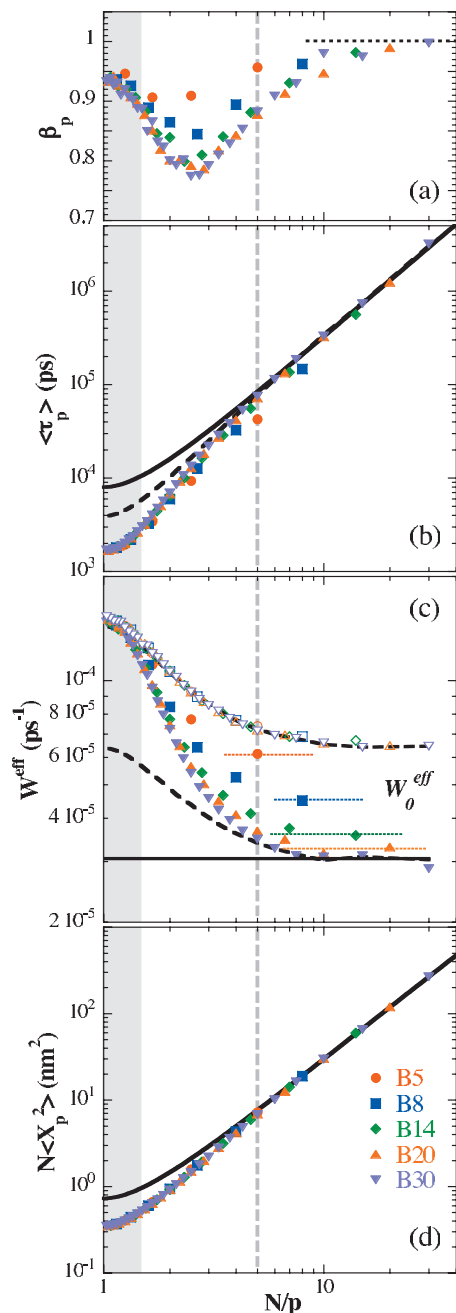 1
0.9
0.8
0.7
β_p
(a)
10^6
10^5
10^4
10^3
<τ_p> (ps)
(b)
(c)
10^-4
8 10^-5
6 10^-5
4 10^-5
2 10^-5
W^eff (ps^-1)
W_0^eff
10^2
10^1
10^0
10^-1
N<X_p^2> (nm^2)
B5
B8
B14
B20
B30
(d)
1
10
N/p